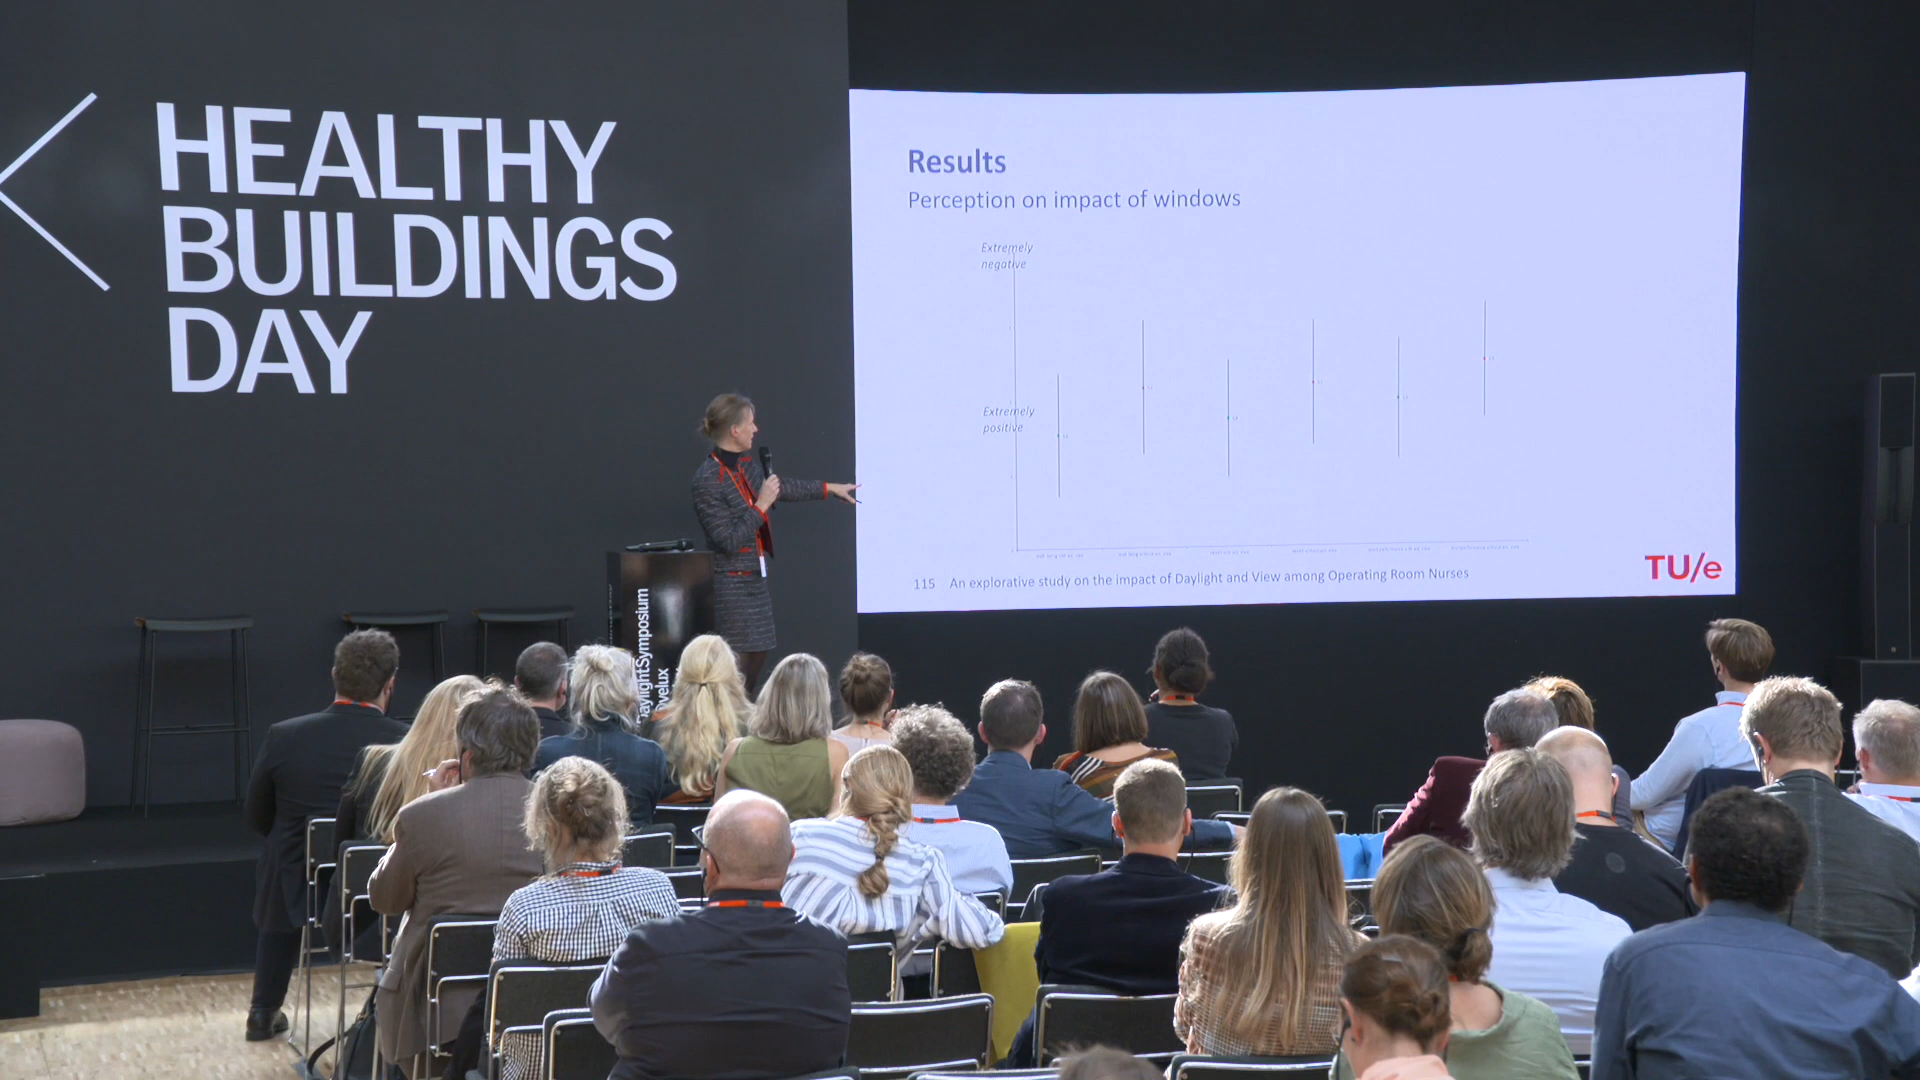 HEALTHY
BUILDINGS
DAY
Results
Perception on impact of windows
Extremely
negative
Extremely
positive
115 An explorative study on the impact of Daylight and View among Operating Room Nurses
TU/e
DaylightSymposium